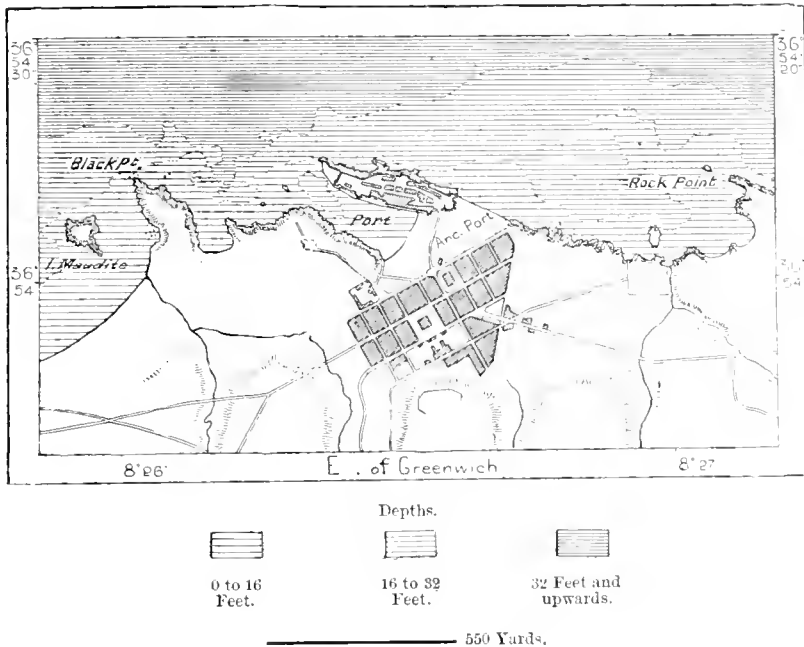 36°
54'
30"
36°
54'
20"
Black Pt.
Rock Point
Port
Anc. Port
I. Maudite
36°
54'
54'
8°26'
E. of Greenwich
8°27'
Depths.
0 to 16
Feet.
16 to 32
Feet.
32 Feet and
upwards.
550 Yards.